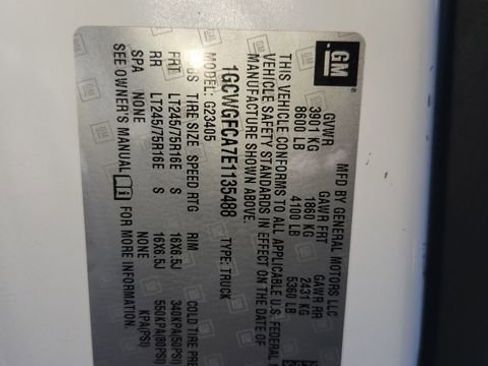 GM
MFD BY GENERAL MOTORS LLC
GVWR GAWR FRT GAWR RR
3901 KG 1860 KG 2431 KG
8600 LB 4100 LB 5360 LB
THIS VEHICLE CONFORMS TO ALL APPLICABLE U.S. FEDERAL
VEHICLE SAFETY STANDARDS IN EFFECT ON THE DATE OF
MANUFACTURE SHOWN ABOVE.
1GCWGFCA7E1135488 TYPE: TRUCK
MODEL: G23405
TIRE SIZE SPEED RTG RIM COLD TIRE PRE
FRT LT245/75R16E S 16X6.5J 340KPA(50PSI)
RR LT245/75R16E S 16X6.5J 550KPA(80PSI)
SPA NONE NONE KPA(PSI)
SEE OWNER'S MANUAL FOR MORE INFORMATION.